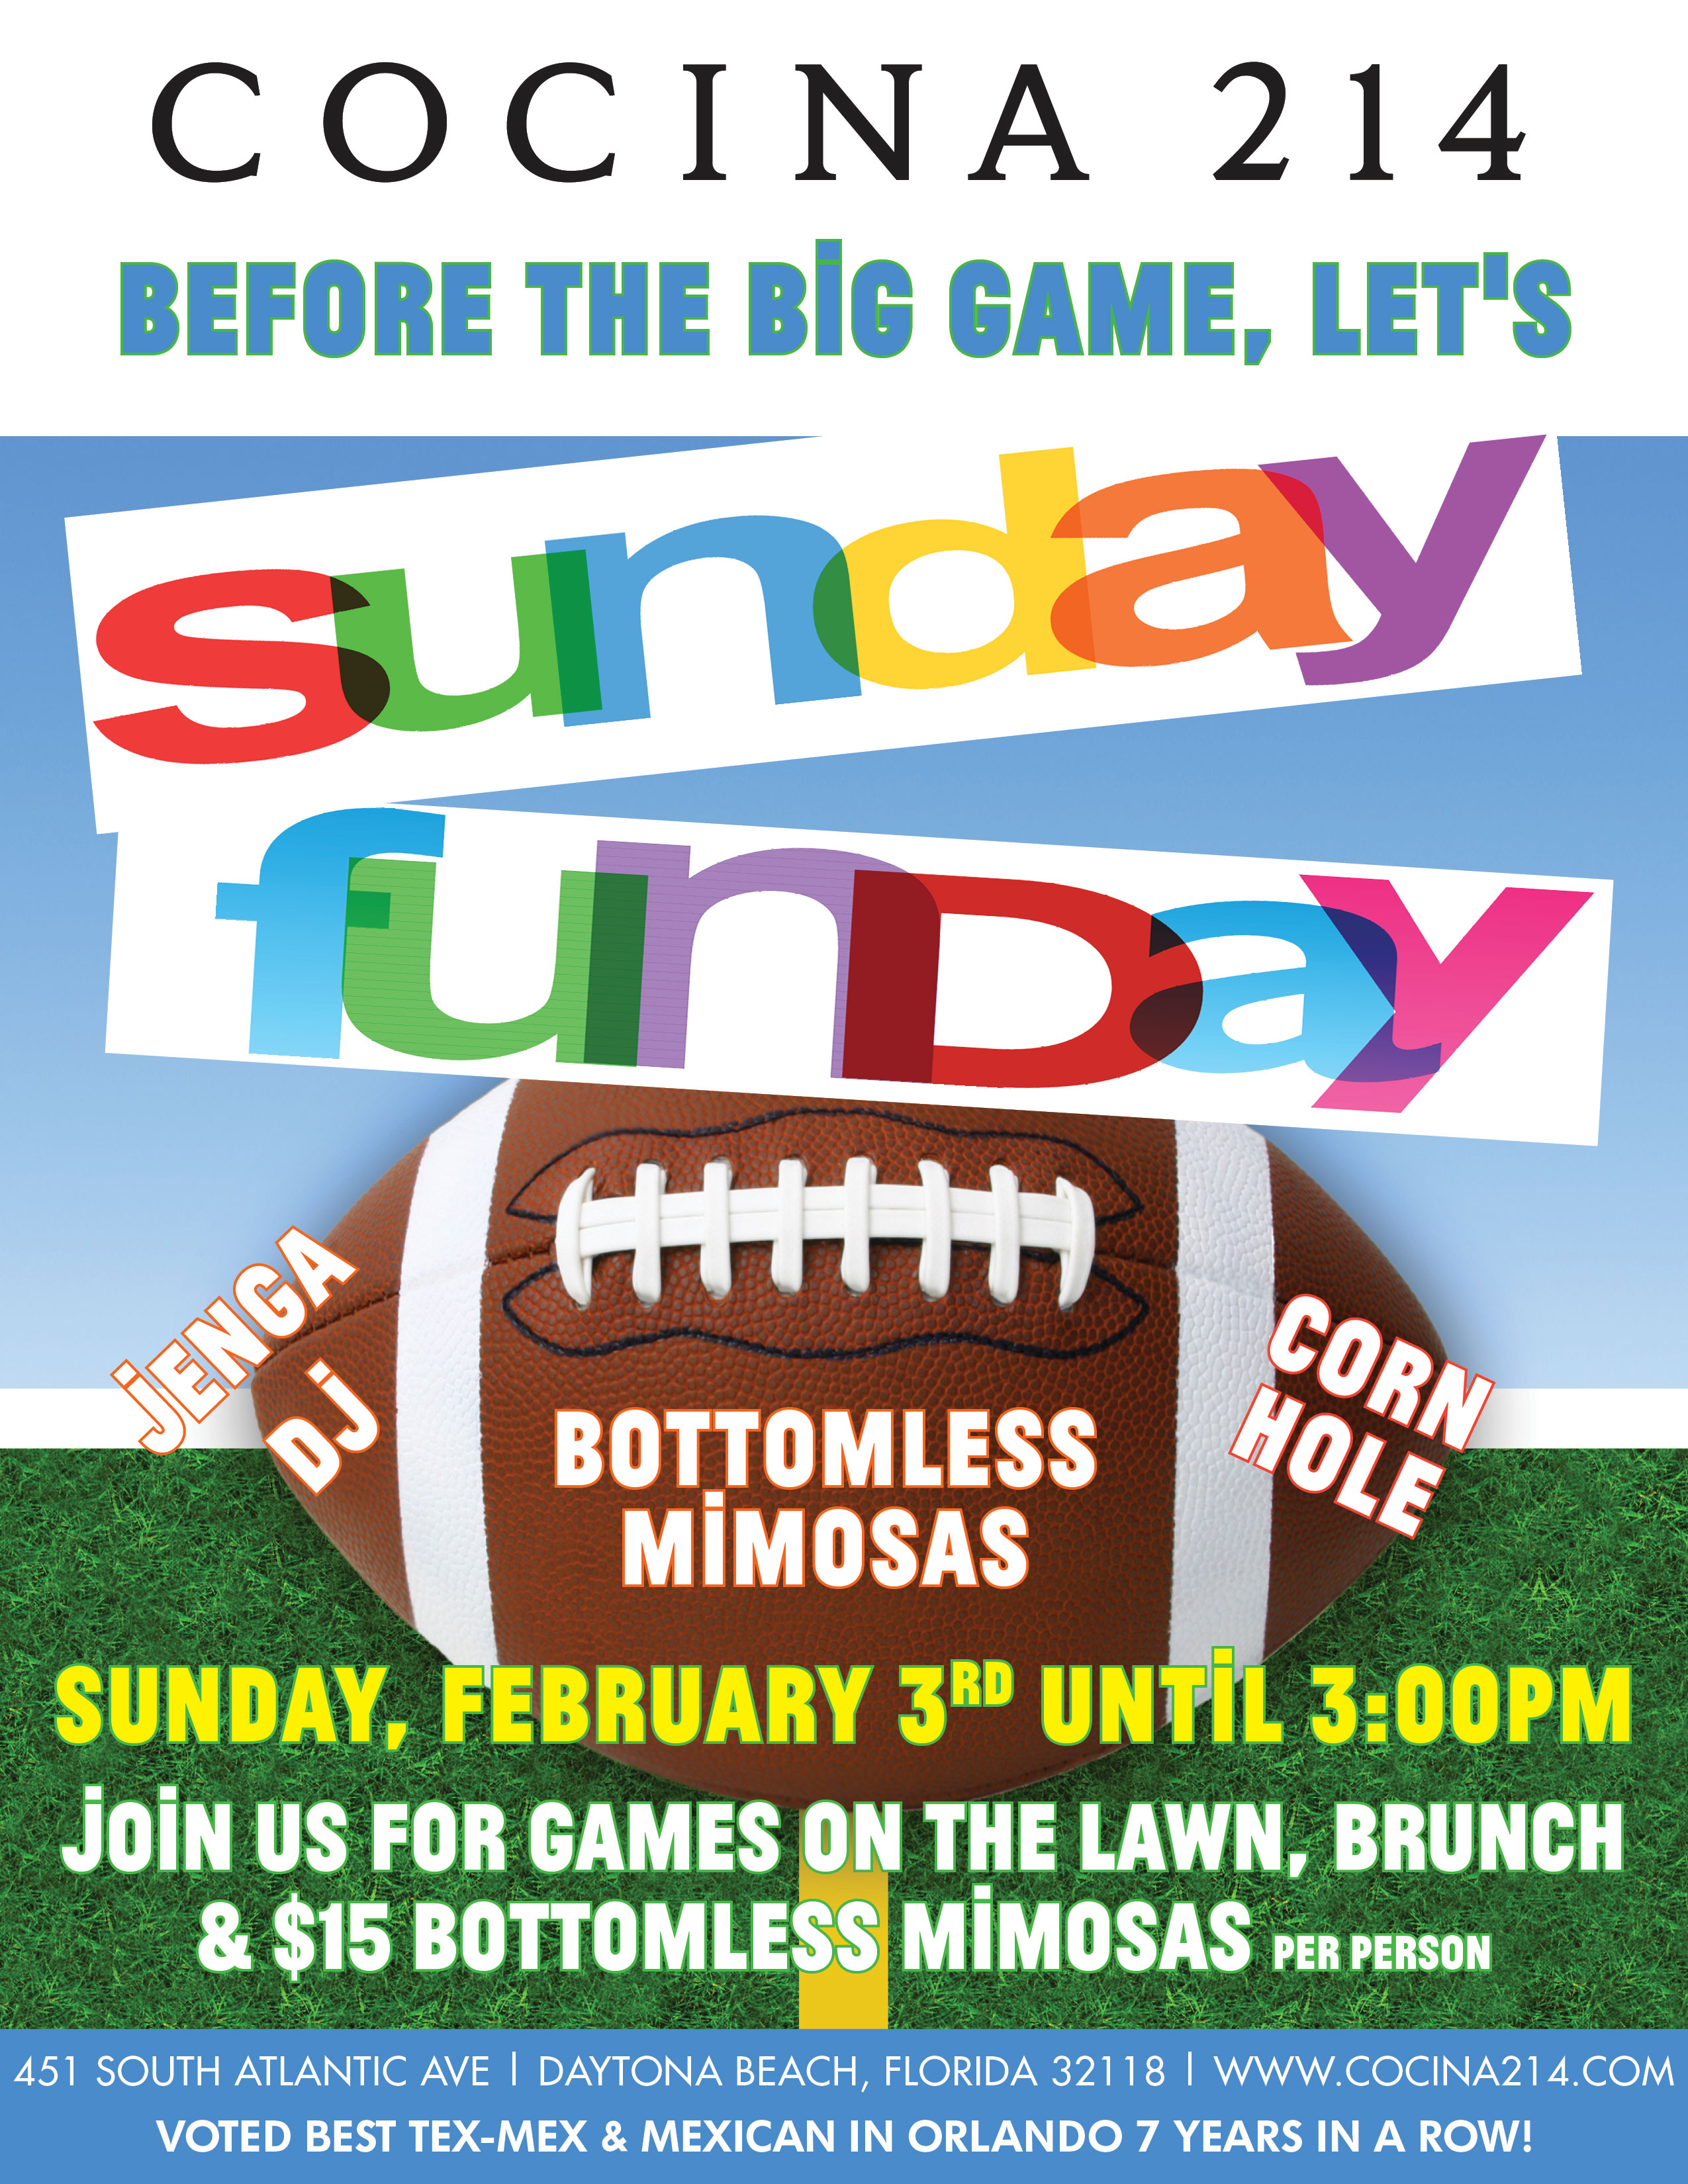 COCINA 214
BEFORE THE BiG GAME, LET'S
sunday
funDay
jENGA
Dj
CORN
HOLE
BOTTOMLESS
MiMOSAS
SUNDAY, FEBRUARY 3RD UNTiL 3:00PM
jOiN US FOR GAMES ON THE LAWN, BRUNCH
& $15 BOTTOMLESS MiMOSAS PER PERSON
451 SOUTH ATLANTIC AVE | DAYTONA BEACH, FLORIDA 32118 | WWW.COCINA214.COM
VOTED BEST TEX-MEX & MEXICAN IN ORLANDO 7 YEARS IN A ROW!